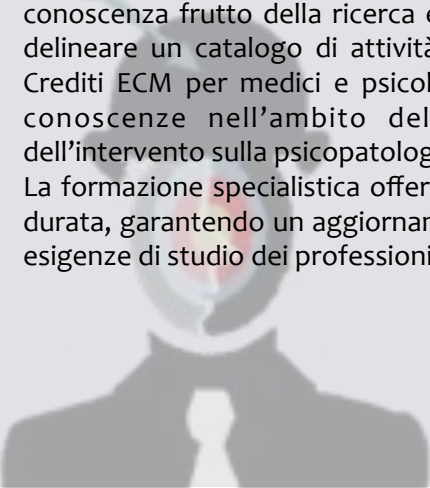 conoscenza frutto della ricerca e
delineare un catalogo di attività
Crediti ECM per medici e psicol
conoscenze nell'ambito del
dell'intervento sulla psicopatolog
La formazione specialistica offer
durata, garantendo un aggiornar
esigenze di studio dei professioni